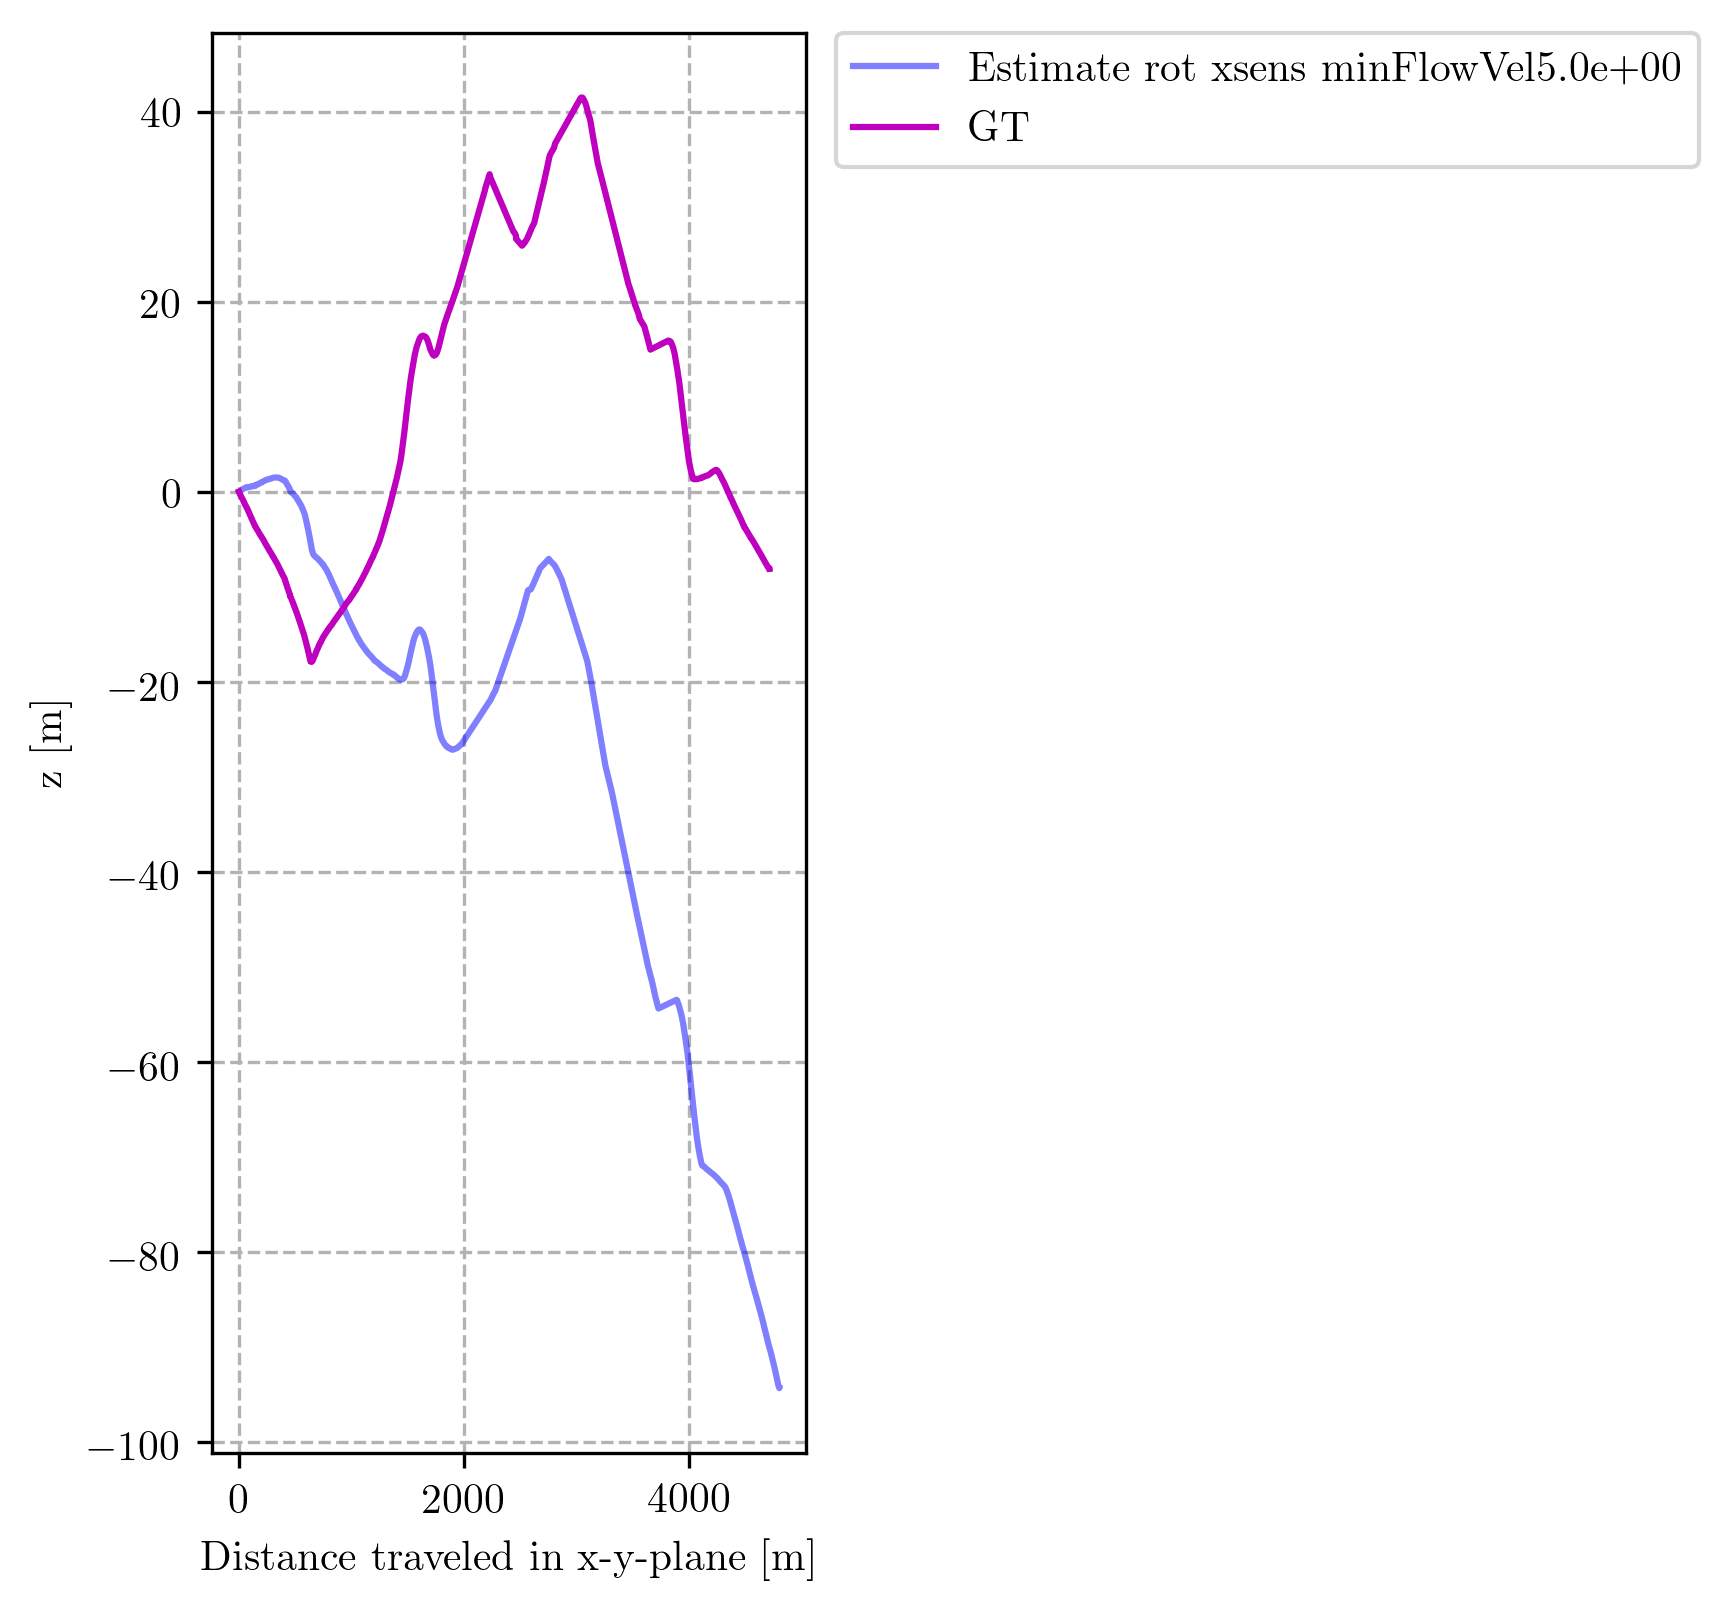 Estimate rot xsens minFlowVel5.0e+00
GT
40
20
0
−20
−40
−60
−80
−100
z [m]
0 2000 4000
Distance traveled in x-y-plane [m]